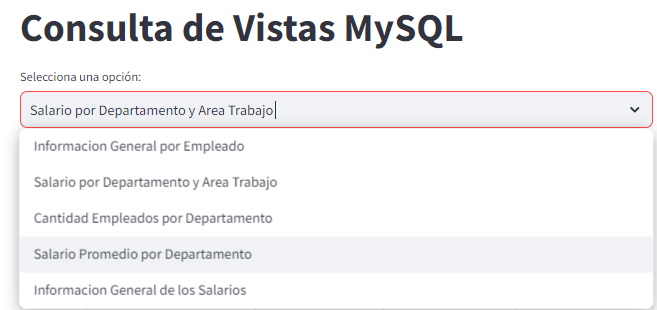 Consulta de Vistas MySQL
Selecciona una opción:
Salario por Departamento y Area Trabajo
Informacion General por Empleado
Salario por Departamento y Area Trabajo
Cantidad Empleados por Departamento
Salario Promedio por Departamento
Informacion General de los Salarios